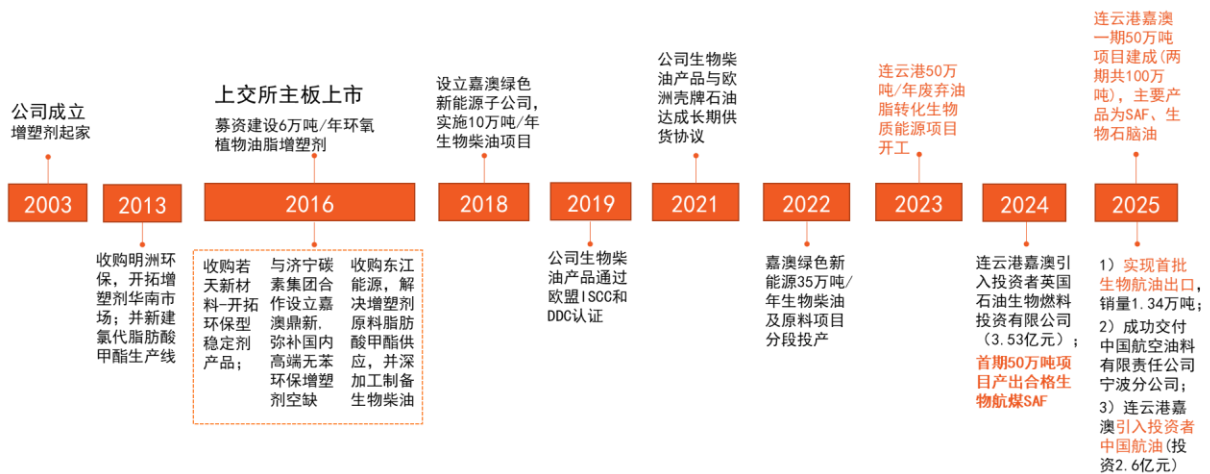 公司成立
增塑剂起家
2003
2013
收购明洲环
保，开拓增
塑剂华南市
场；并新建
氯代脂肪酸
甲酯生产线
上交所主板上市
募资建设6万吨/年环氧
植物油脂增塑剂
2016
收购若
天新材
料-开拓
环保型
稳定剂
产品；
与济宁碳
素集团合
作设立嘉
澳鼎新,
弥补国内
高端无苯
环保增塑
剂空缺
收购东江
能源，解
决增塑剂
原料脂肪
酸甲酯供
应，并深
加工制备
生物柴油
设立嘉澳绿色
新能源子公司，
实施10万吨/年
生物柴油项目
2018
2019
公司生物柴
油产品通过
欧盟ISCC和
DDC认证
公司生物柴
油产品与欧
洲壳牌石油
达成长期供
货协议
2021
2022
嘉澳绿色新
能源35万吨/
年生物柴油
及原料项目
分段投产
连云港50万
吨/年废弃油
脂转化生物
质能源项目
开工
2023
2024
连云港嘉澳引
入投资者英国
石油生物燃料
投资有限公司
（3.53亿元）；
首期50万吨项
目产出合格生
物航煤SAF
连云港嘉澳
一期50万吨
项目建成(两
期共100万
吨)，主要产
品为SAF、生
物石脑油
2025
1）实现首批
生物航油出口，
销量1.34万吨；
2）成功交付
中国航空油料
有限责任公司
宁波分公司；
3）连云港嘉
澳引入投资者
中国航油(投
资2.6亿元)